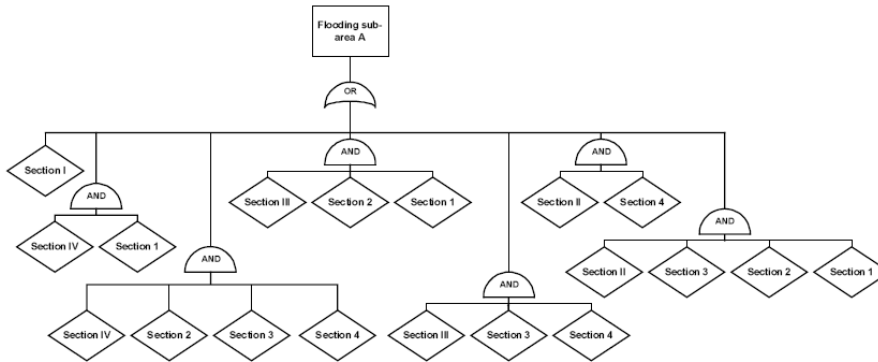 Flooding sub-
area A
OR
AND
AND
Section I
AND
Section III
Section 2
Section 1
Section II
Section 4
AND
Section IV
Section 1
AND
Section II
Section 3
Section 2
Section 1
AND
Section IV
Section 2
Section 3
Section 4
Section III
Section 3
Section 4